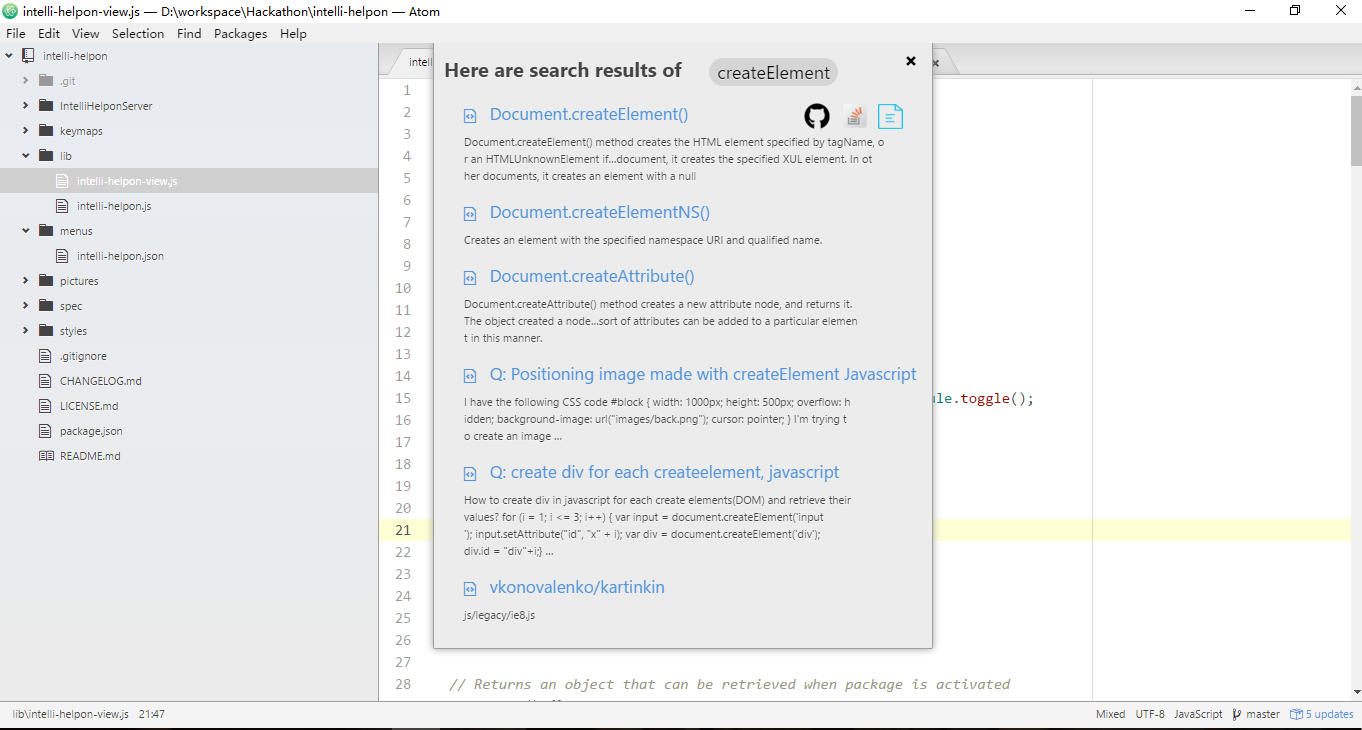 intelli-helpon-view.js — D:\workspace\Hackathon\intelli-helpon — Atom
File Edit View Selection Find Packages Help
intelli-helpon
.git
IntelliHelponServer
keymaps
lib
intelli-helpon-view.js
intelli-helpon.js
menus
intelli-helpon.json
pictures
spec
styles
.gitignore
CHANGELOG.md
LICENSE.md
package.json
README.md
intell
1
2
3
4
5
6
7
8
9
10
11
12
13
14
15
16
17
18
19
20
21
22
23
24
25
26
27
28
Here are search results of createElement
Document.createElement()
Document.createElement() method creates the HTML element specified by tagName, o
r an HTMLUnknownElement if...document, it creates the specified XUL element. In ot
her documents, it creates an element with a null
Document.createElementNS()
Creates an element with the specified namespace URI and qualified name.
Document.createAttribute()
Document.createAttribute() method creates a new attribute node, and returns it.
The object created a node...sort of attributes can be added to a particular elemen
t in this manner.
Q: Positioning image made with createElement Javascript
I have the following CSS code #block { width: 1000px; height: 500px; overflow: h
idden; background-image: url("images/back.png"); cursor: pointer; } I'm trying t
o create an image ...
Q: create div for each createelement, javascript
How to create div in javascript for each create elements(DOM) and retrieve their
values? for (i = 1; i <= 3; i++) { var input = document.createElement('input
'); input.setAttribute("id", "x" + i); var div = document.createElement('div');
div.id = "div"+i;} ...
vkonovalenko/kartinkin
js/legacy/ie8.js
ule.toggle();
// Returns an object that can be retrieved when package is activated
lib\intelli-helpon-view.js 21:47
Mixed UTF-8 JavaScript master 5 updates